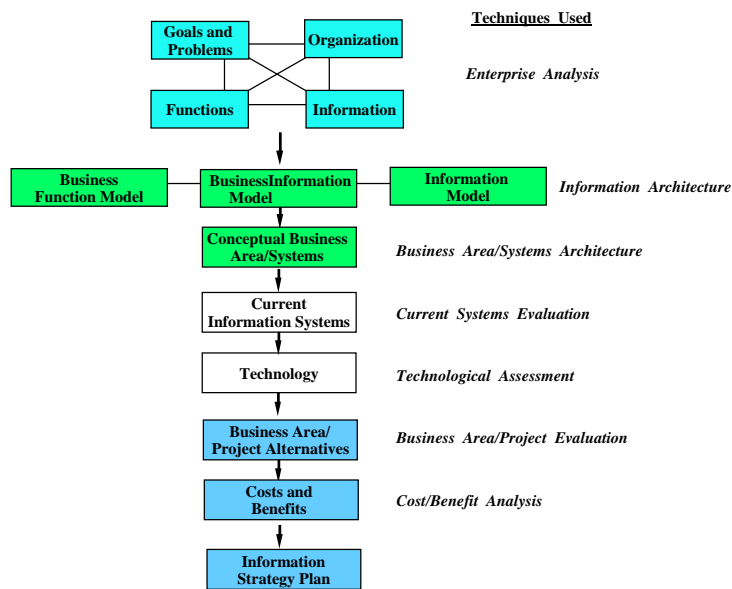 Techniques Used
Goals and
Problems
Organization
Enterprise Analysis
Functions
Information
Business
Function Model
BusinessInformation
Model
Information
Model
Information Architecture
Conceptual Business
Area/Systems
Business Area/Systems Architecture
Current
Information Systems
Current Systems Evaluation
Technology
Technological Assessment
Business Area/
Project Alternatives
Business Area/Project Evaluation
Costs and
Benefits
Cost/Benefit Analysis
Information
Strategy Plan